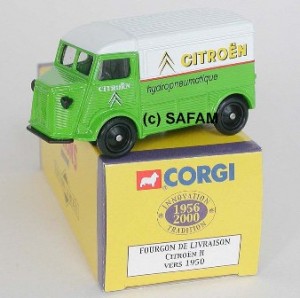 CITROËN
CITROËN
hydropneumatique
(c) SAFAM
CORGI
INNOVATION
1956
2000
TRADITION
FOURGON DE LIVRAISON
CITROËN H
VERS 1950